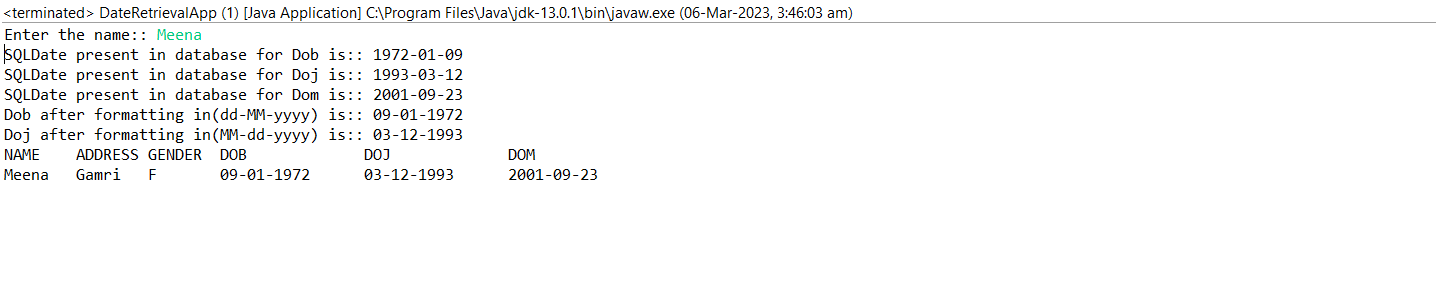 <terminated> DateRetrievalApp (1) [Java Application] C:\Program Files\Java\jdk-13.0.1\bin\javaw.exe (06-Mar-2023, 3:46:03 am)
Enter the name:: Meena
SQLDate present in database for Dob is:: 1972-01-09
SQLDate present in database for Doj is:: 1993-03-12
SQLDate present in database for Dom is:: 2001-09-23
Dob after formatting in(dd-MM-yyyy) is:: 09-01-1972
Doj after formatting in(MM-dd-yyyy) is:: 03-12-1993
NAME    ADDRESS GENDER  DOB             DOJ             DOM
Meena   Gamri   F       09-01-1972      03-12-1993      2001-09-23